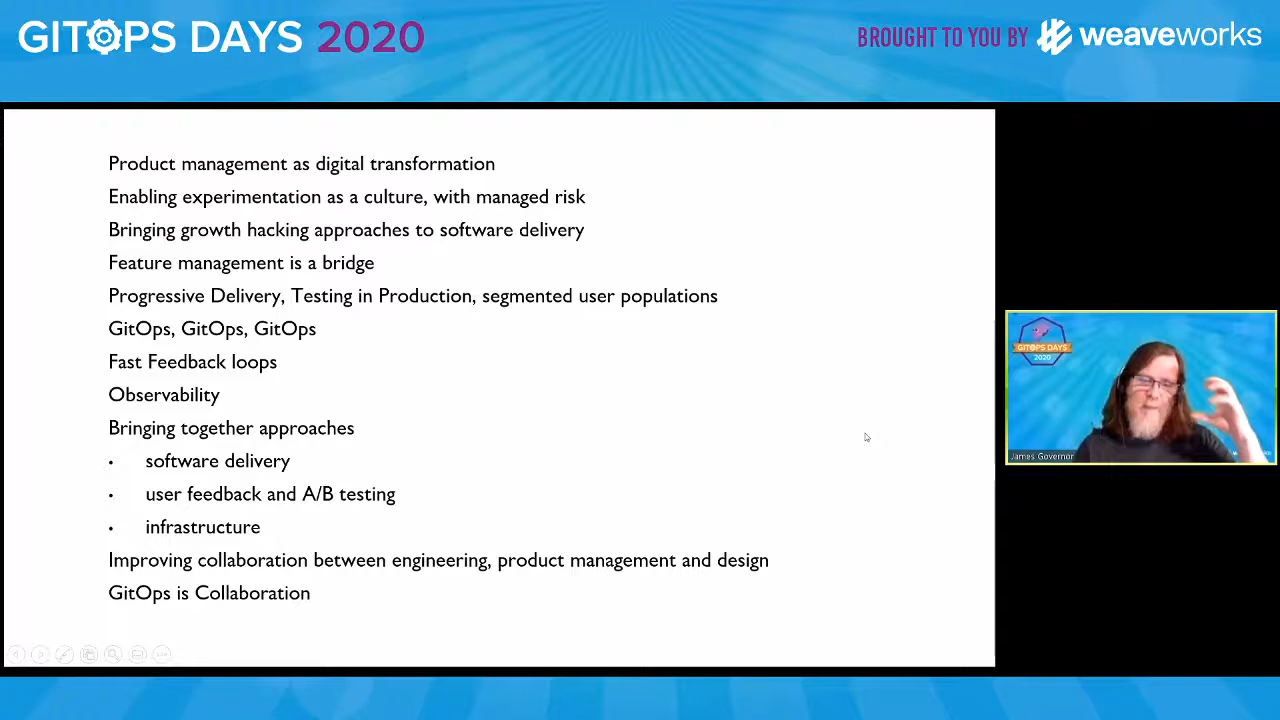 GITOPS DAYS 2020
BROUGHT TO YOU BY weaveworks
Product management as digital transformation
Enabling experimentation as a culture, with managed risk
Bringing growth hacking approaches to software delivery
Feature management is a bridge
Progressive Delivery, Testing in Production, segmented user populations
GitOps, GitOps, GitOps
Fast Feedback loops
Observability
Bringing together approaches
• software delivery
• user feedback and A/B testing
• infrastructure
Improving collaboration between engineering, product management and design
GitOps is Collaboration
GITOPS DAYS
2020
James Governor